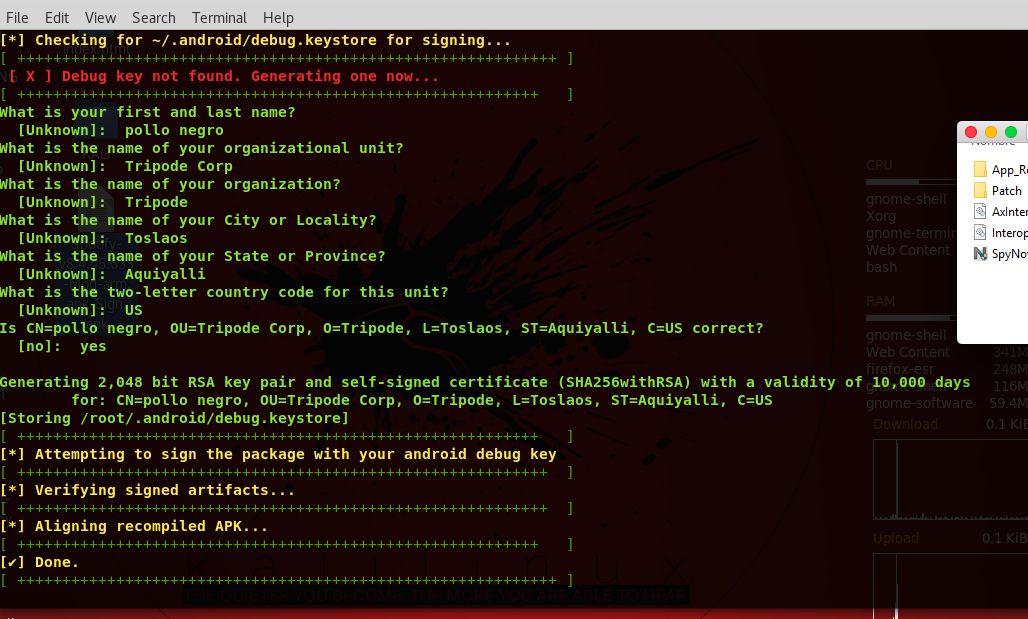 File Edit View Search Terminal Help
[*] Checking for ~/.android/debug.keystore for signing...
[ ++++++++++++++++++++++++++++++++++++++++++++++++++++++++++++ ]
[ X ] Debug key not found. Generating one now...
[ ++++++++++++++++++++++++++++++++++++++++++++++++++++++++++ ]
What is your first and last name?
[Unknown]: pollo negro
What is the name of your organizational unit?
[Unknown]: Tripode Corp
What is the name of your organization?
[Unknown]: Tripode
What is the name of your City or Locality?
[Unknown]: Toslaos
What is the name of your State or Province?
[Unknown]: Aquiyalli
What is the two-letter country code for this unit?
[Unknown]: US
Is CN=pollo negro, OU=Tripode Corp, O=Tripode, L=Toslaos, ST=Aquiyalli, C=US correct?
[no]: yes
Generating 2,048 bit RSA key pair and self-signed certificate (SHA256withRSA) with a validity of 10,000 days
for: CN=pollo negro, OU=Tripode Corp, O=Tripode, L=Toslaos, ST=Aquiyalli, C=US
[Storing /root/.android/debug.keystore]
[ ++++++++++++++++++++++++++++++++++++++++++++++++++++++++++ ]
[*] Attempting to sign the package with your android debug key
[ +++++++++++++++++++++++++++++++++++++++++++++++++++++++++++ ]
[*] Verifying signed artifacts...
[ +++++++++++++++++++++++++++++++++++++++++++++++++++++++++++ ]
[*] Aligning recompiled APK...
[ ++++++++++++++++++++++++++++++++++++++++++++++++++++++++++ ]
[✔] Done.
[ ++++++++++++++++++++++++++++++++++++++++++++++++++++++++++++ ]
THE QUIETER YOU BECOME, THE MORE YOU ARE ABLE TO HEAR
Nombre
App_Re
Patch
AxInter
Interop
SpyNot
CPU
gnome-shell
Xorg
gnome-termin
Web Content
bash
RAM
gnome-shell
Web Content 341M
firefox-esr 248M
116M
gnome-software 59.4M
Download 0.1 KiB
Upload 0.1 KiB